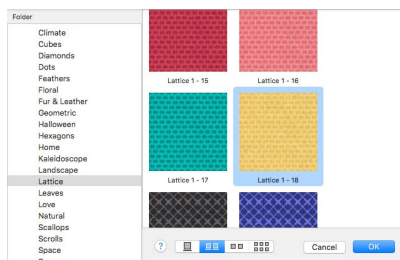 Folder
Climate
Cubes
Diamonds
Dots
Feathers
Floral
Fur & Leather
Geometric
Halloween
Hexagons
Home
Kaleidoscope
Landscape
Lattice
Leaves
Love
Natural
Scallops
Scrolls
Space
Lattice 1 - 15
Lattice 1 - 16
Lattice 1 - 17
Lattice 1 - 18
?
Cancel
OK